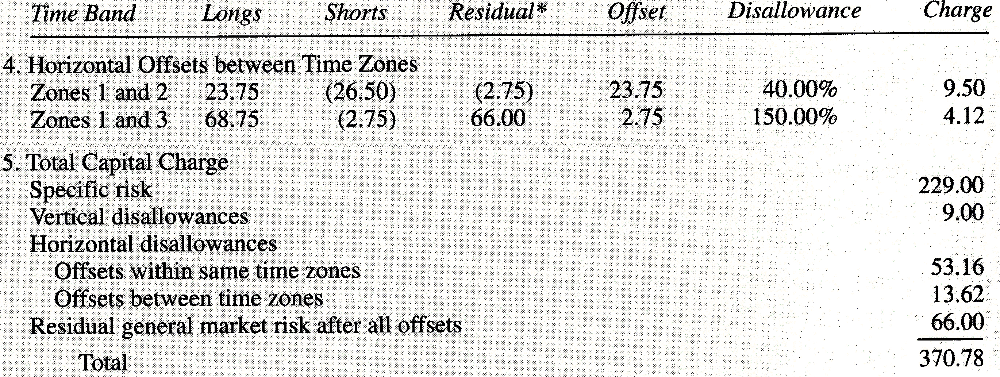 Time Band Longs Shorts Residual* Offset Disallowance Charge
4. Horizontal Offsets between Time Zones
Zones 1 and 2 23.75 (26.50) (2.75) 23.75 40.00% 9.50
Zones 1 and 3 68.75 (2.75) 66.00 2.75 150.00% 4.12
5. Total Capital Charge
Specific risk 229.00
Vertical disallowances 9.00
Horizontal disallowances
Offsets within same time zones 53.16
Offsets between time zones 13.62
Residual general market risk after all offsets 66.00
Total 370.78